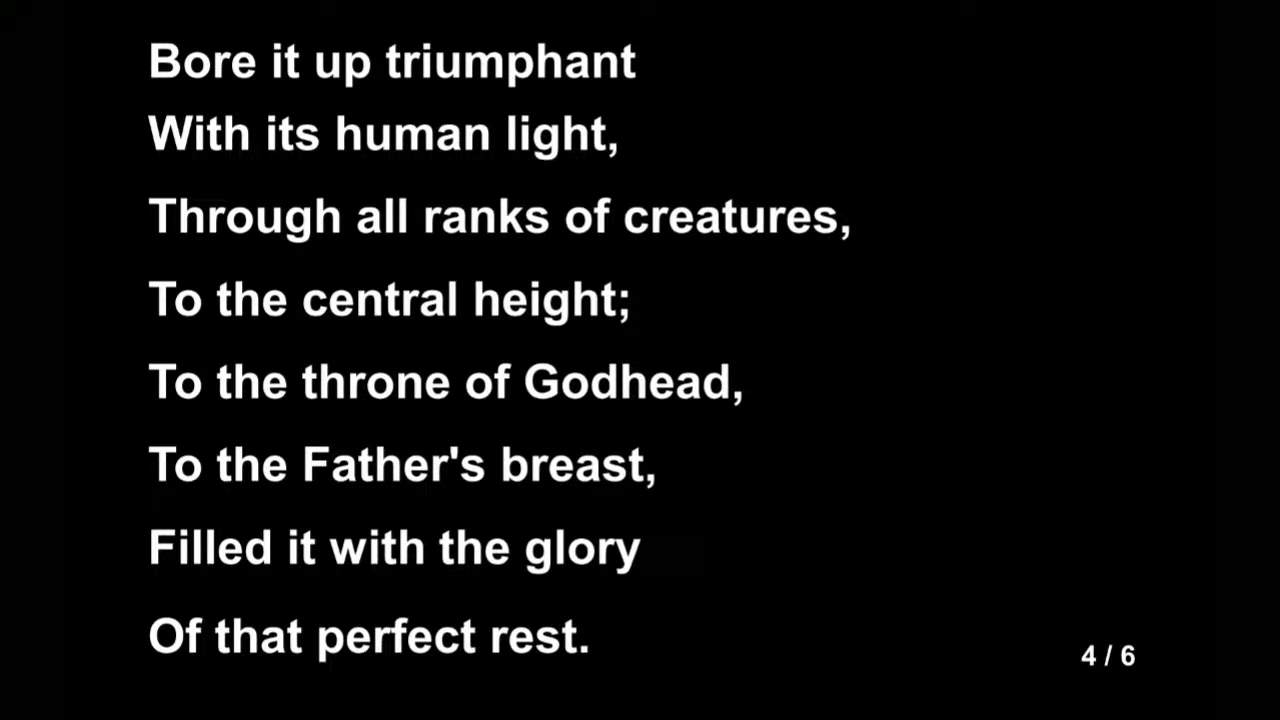 Bore it up triumphant
With its human light,
Through all ranks of creatures,
To the central height;
To the throne of Godhead,
To the Father's breast,
Filled it with the glory
Of that perfect rest.
4 / 6